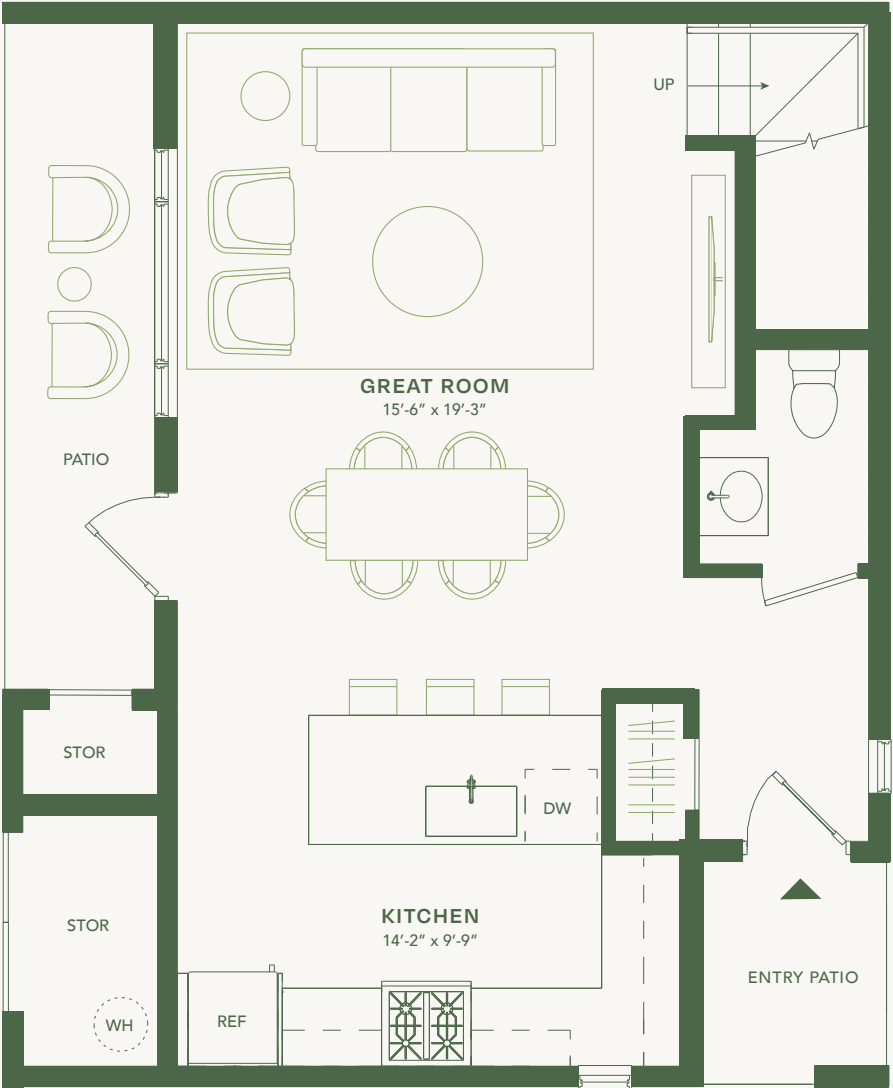 UP
GREAT ROOM
15’-6” x 19’-3”
PATIO
STOR
DW
STOR
KITCHEN
14’-2” x 9’-9”
ENTRY PATIO
WH
REF